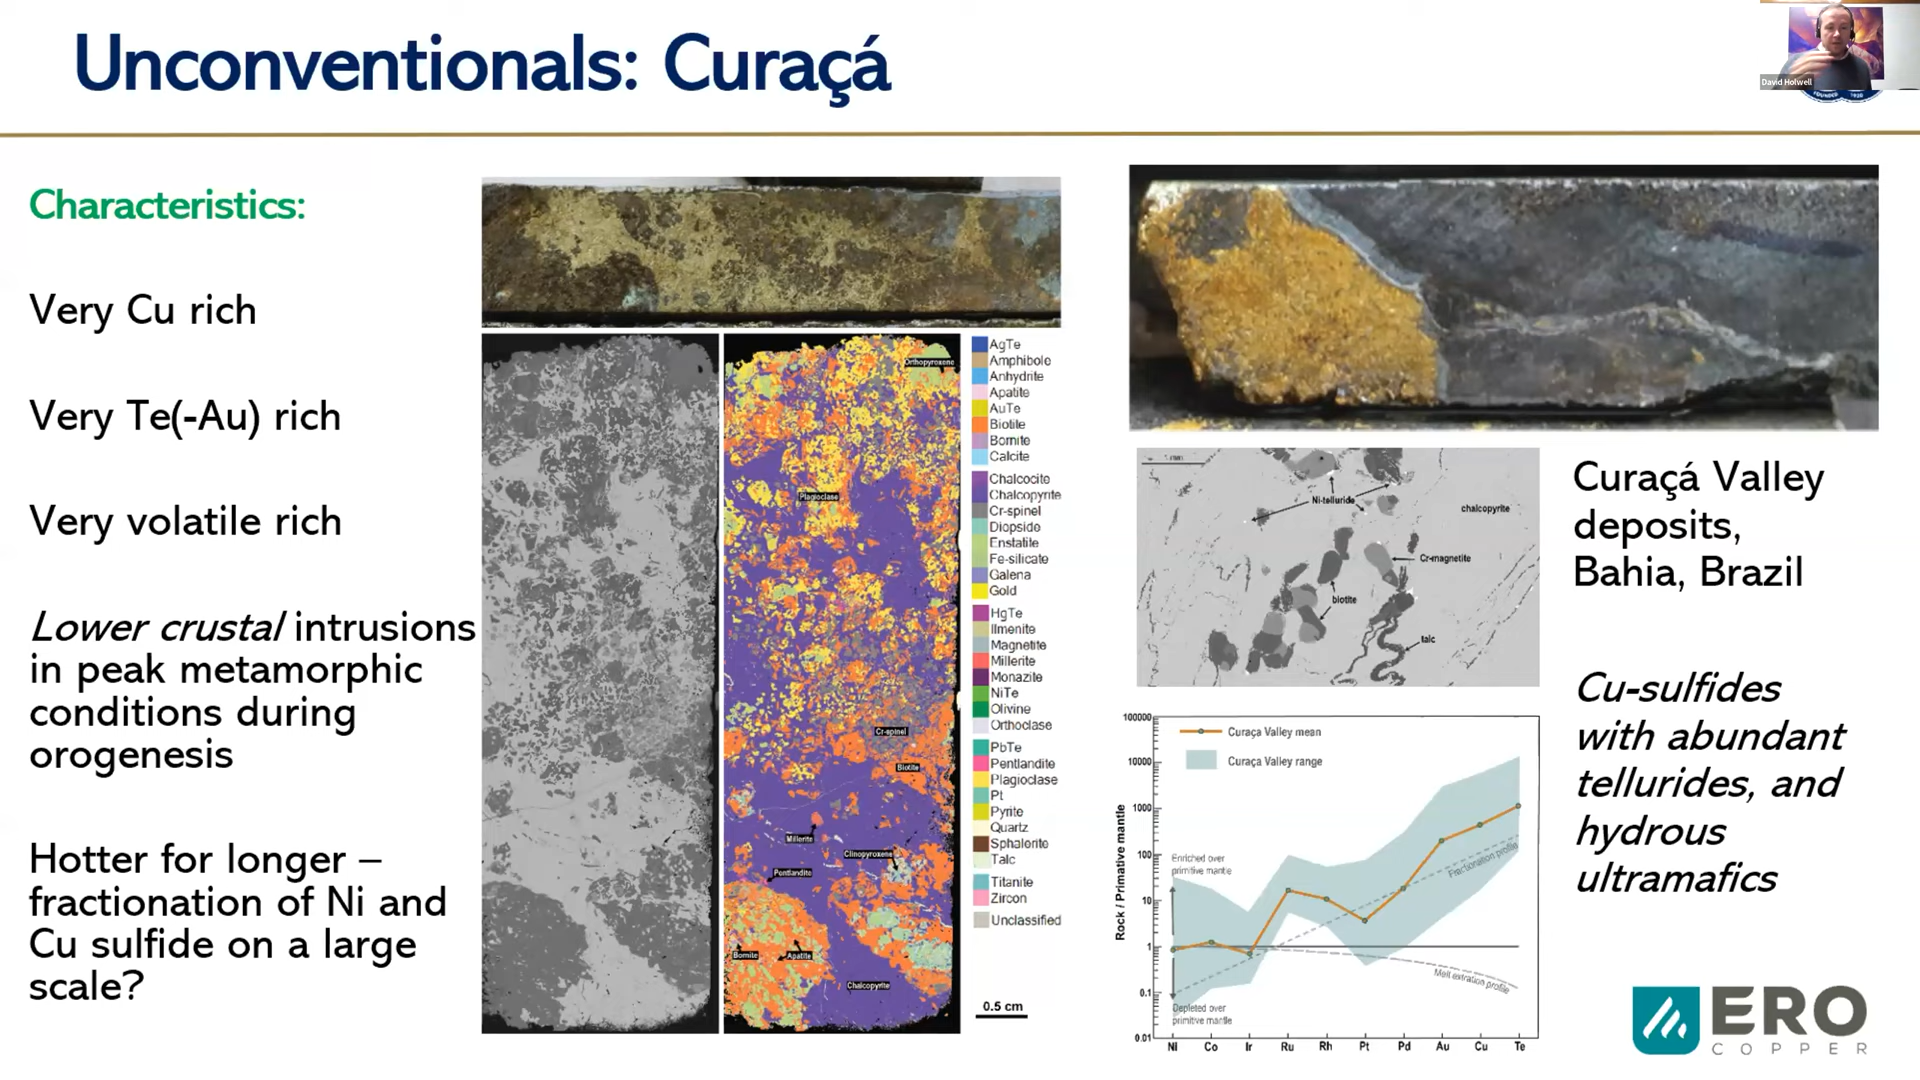 Unconventionals: Curaçá
David Holwell
Characteristics:
Very Cu rich
Very Te(-Au) rich
Very volatile rich
Lower crustal intrusions
in peak metamorphic
conditions during
orogenesis
Hotter for longer –
fractionation of Ni and
Cu sulfide on a large
scale?
Orthopyroxene
Plagioclase
Cr-spinel
Biotite
Millerite
Clinopyroxene
Pentlandite
Bornite
Apatite
Chalcopyrite
AgTe
Amphibole
Anhydrite
Apatite
AuTe
Biotite
Bornite
Calcite
Chalcocite
Chalcopyrite
Cr-spinel
Diopside
Enstatite
Fe-silicate
Galena
Gold
HgTe
Ilmenite
Magnetite
Millerite
Monazite
NiTe
Olivine
Orthoclase
PbTe
Pentlandite
Plagioclase
Pt
Pyrite
Quartz
Sphalerite
Talc
Titanite
Zircon
Unclassified
0.5 cm
Ni-telluride
chalcopyrite
Cr-magnetite
biotite
talc
Curaçá Valley
deposits,
Bahia, Brazil
Cu-sulfides
with abundant
tellurides, and
hydrous
ultramafics
Rock / Primative mantle
100000
10000
1000
100
10
1
0.1
0.01
Curaça Valley mean
Curaça Valley range
Enriched over
primitive mantle
Fractionation profile
Melt extration profile
Depleted over
primitive mantle
Ni Co Ir Ru Rh Pt Pd Au Cu Te
ERO
COPPER